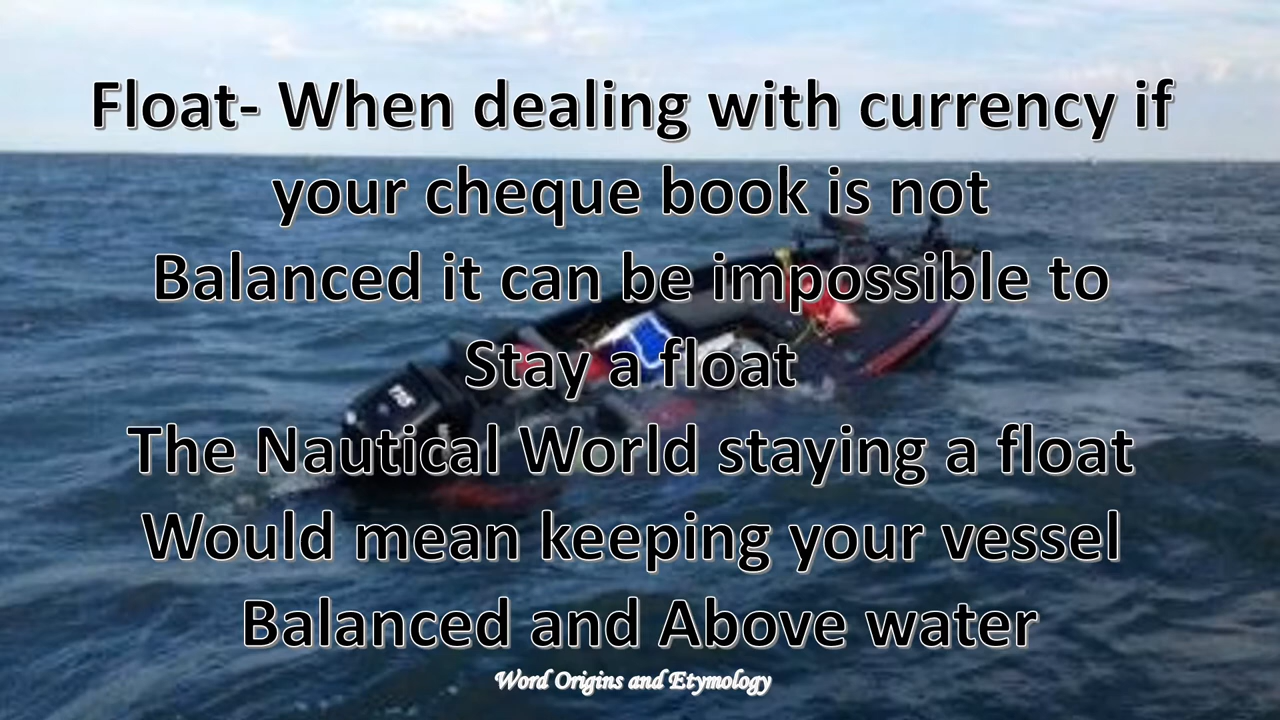 Float- When dealing with currency if
your cheque book is not
Balanced it can be impossible to
Stay a float
The Nautical World staying a float
Would mean keeping your vessel
Balanced and Above water
Word Origins and Etymology